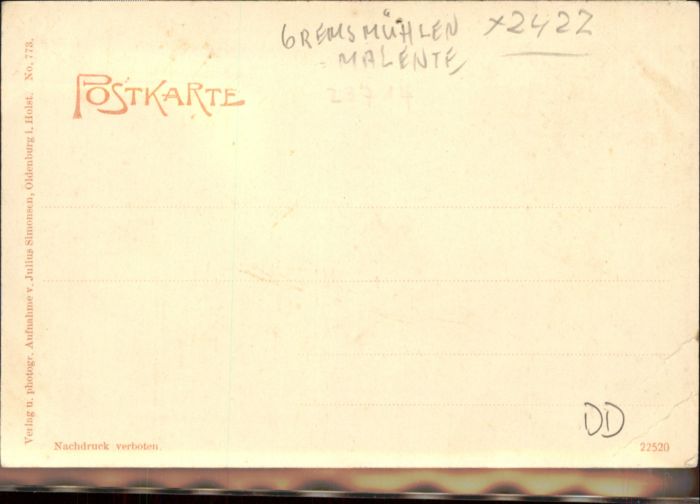 GREMSMÜHLEN x2422
- MALENTE
POSTKARTE
Verlag u. photogr. Aufnahme v. Julius Simonsen, Oldenburg i. Holst. No. 773.
DD
Nachdruck verboten. 22520